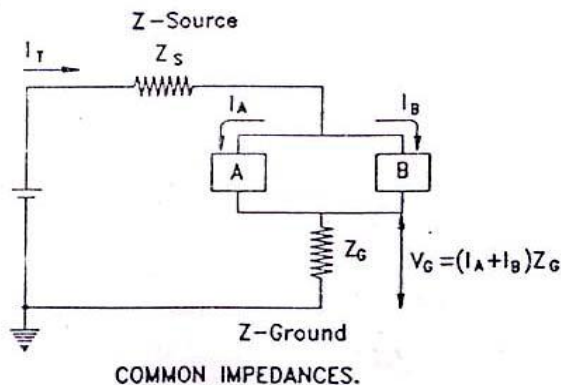 Z-Source
I_T
Z_S
I_A
I_B
A
B
Z_G
V_G=(I_A+I_B)Z_G
Z-Ground
COMMON IMPEDANCES.